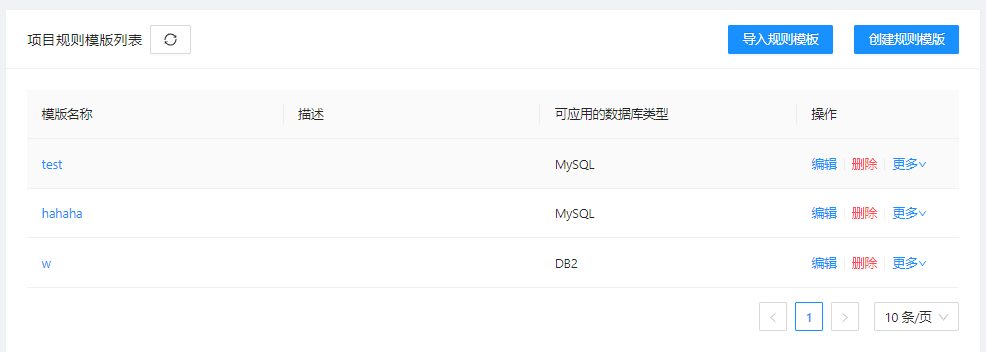 项目规则模版列表 导入规则模板 创建规则模版
模版名称 描述 可应用的数据库类型 操作
test MySQL 编辑 删除 更多
hahaha MySQL 编辑 删除 更多
w DB2 编辑 删除 更多
1 10 条/页